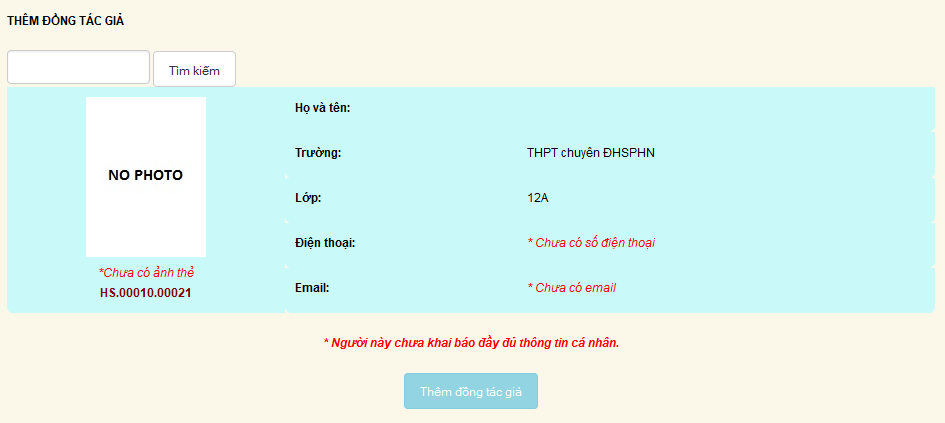 THÊM ĐỒNG TÁC GIẢ
Tìm kiếm
NO PHOTO
*Chưa có ảnh thẻ
HS.00010.00021
Họ và tên:
Trường: THPT chuyên ĐHSPHN
Lớp: 12A
Điện thoại: * Chưa có số điện thoại
Email: * Chưa có email
* Người này chưa khai báo đầy đủ thông tin cá nhân.
Thêm đồng tác giả